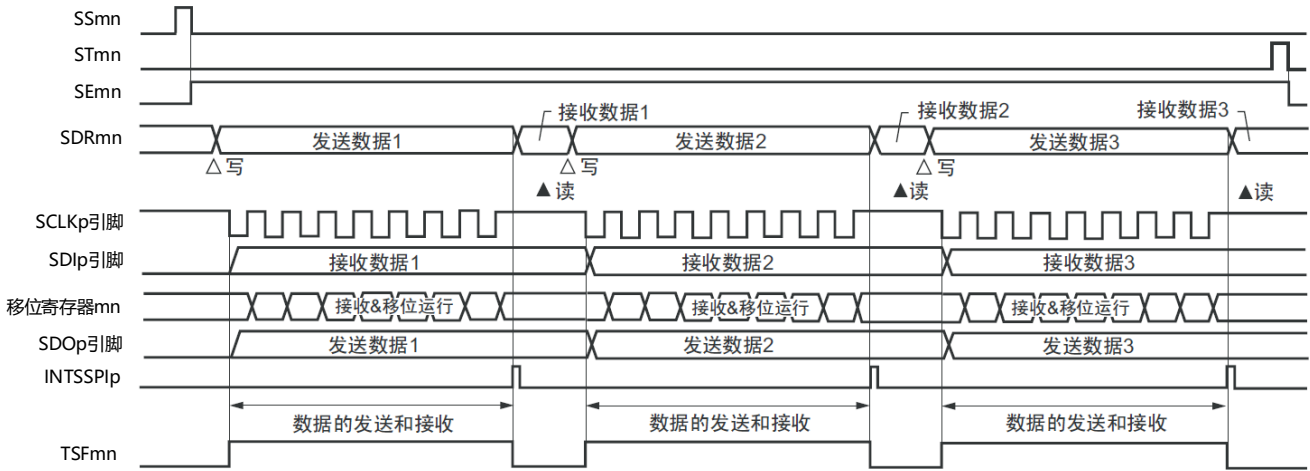 SSmn
STmn
SEmn
接收数据1 接收数据2 接收数据3
SDRmn 发送数据1 发送数据2 发送数据3
△写 △写 △写
▲读 ▲读 ▲读
SCLKp引脚
SDIp引脚 接收数据1 接收数据2 接收数据3
移位寄存器mn 接收&移位运行 接收&移位运行 接收&移位运行
SDOp引脚 发送数据1 发送数据2 发送数据3
INTSSPIp
数据的发送和接收 数据的发送和接收 数据的发送和接收
TSFmn